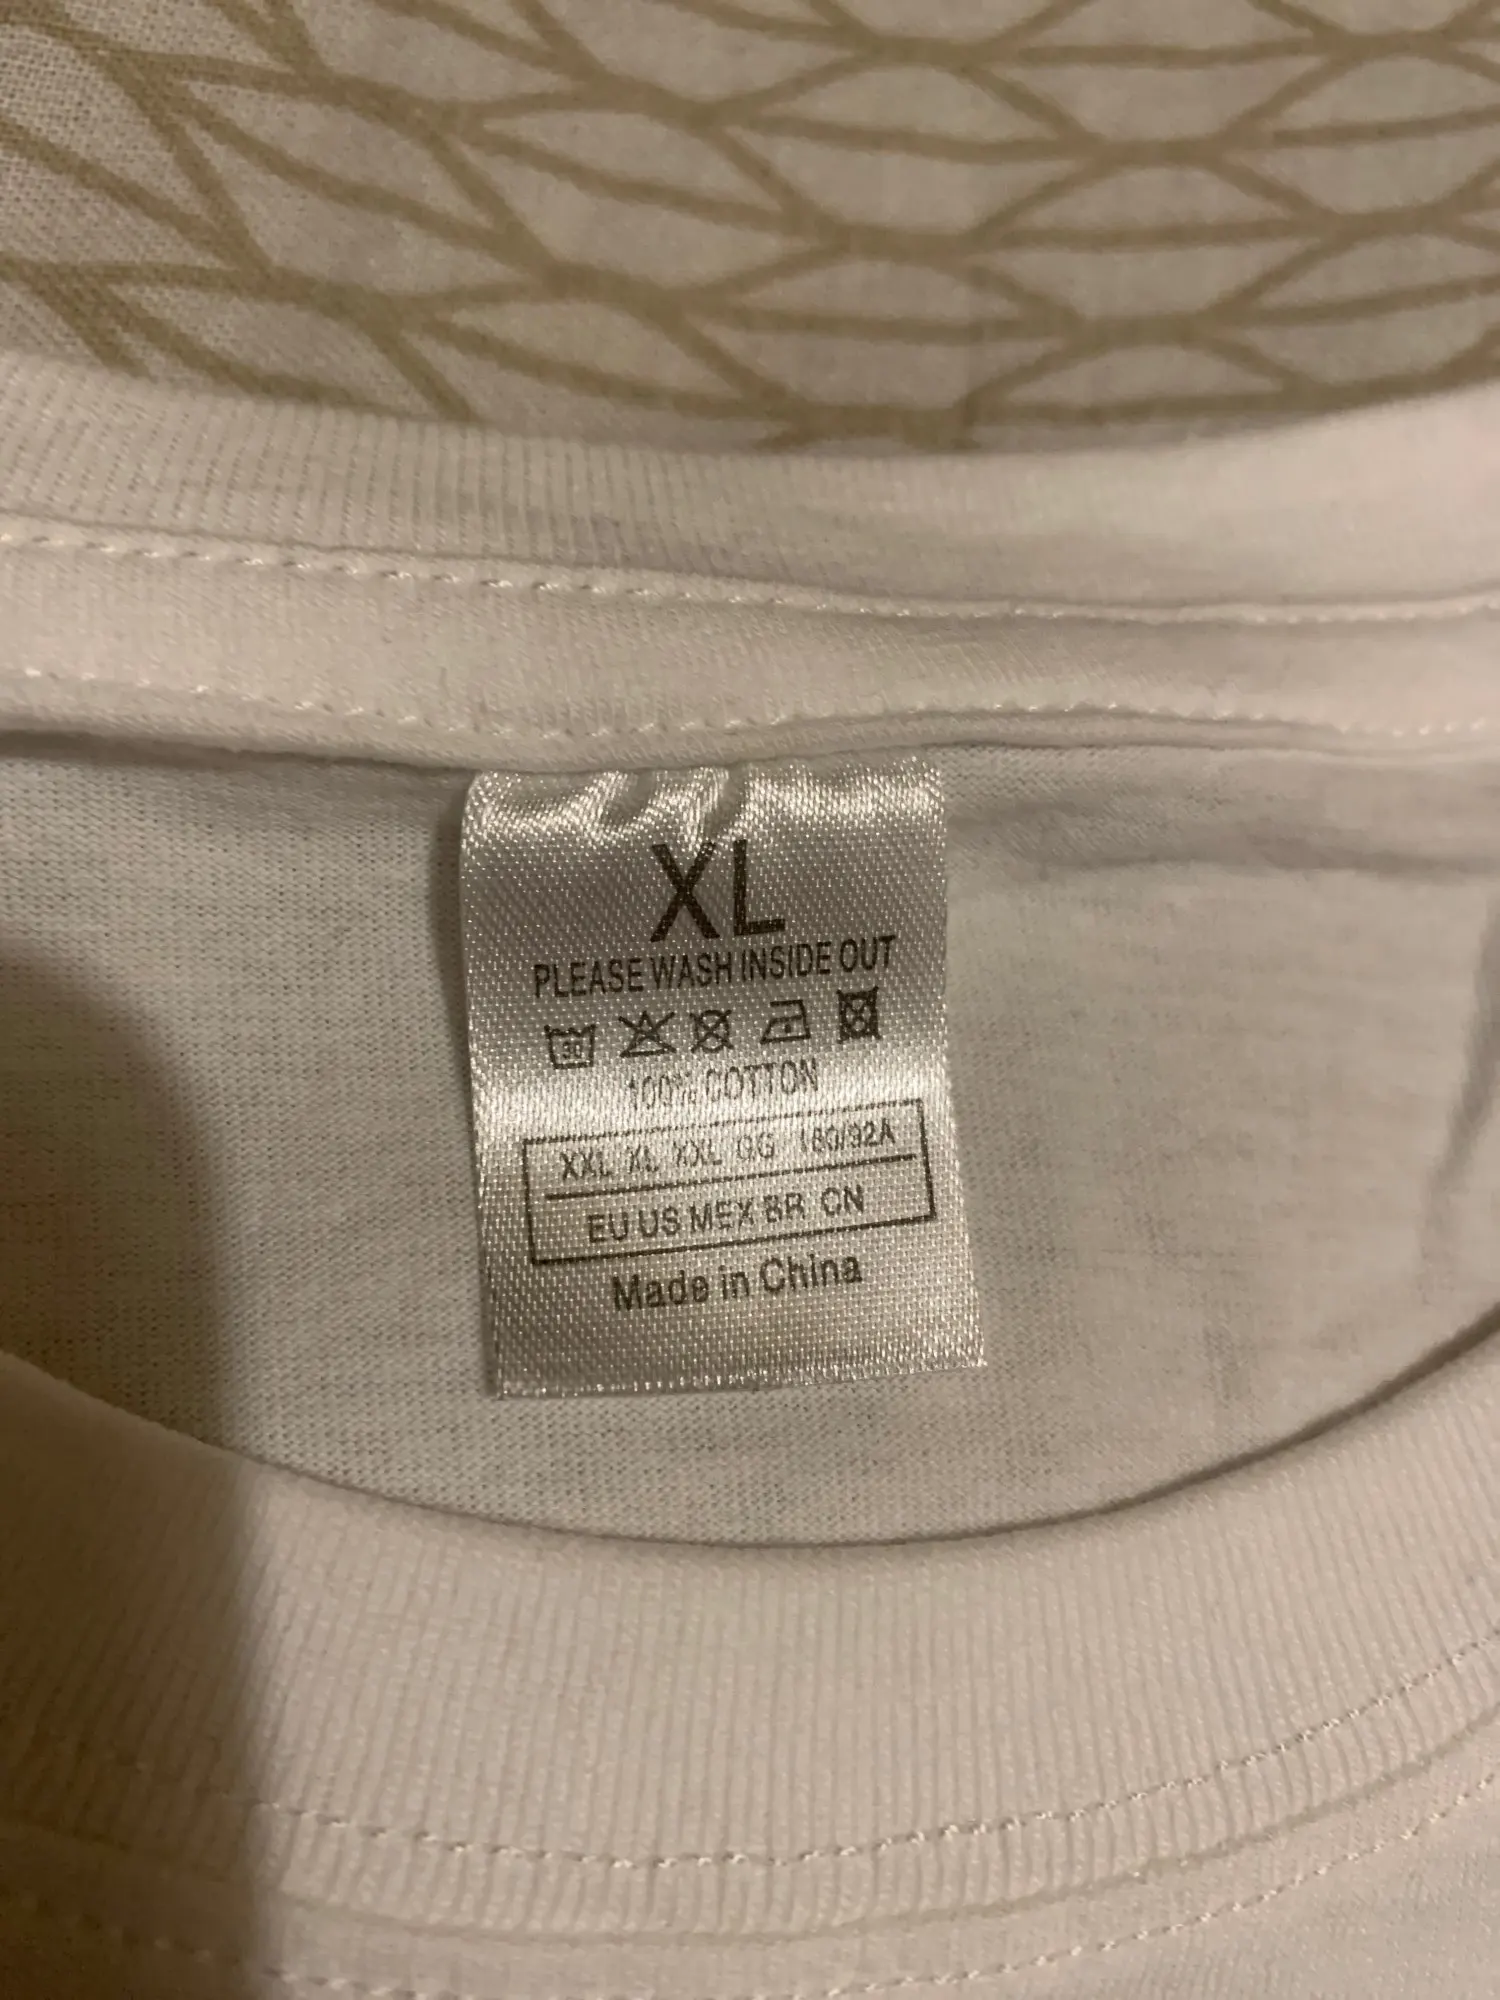 XL
PLEASE WASH INSIDE OUT
30
100% COTTON
XXL XL XXL GG 180/92A
EU US MEX BR CN
Made in China